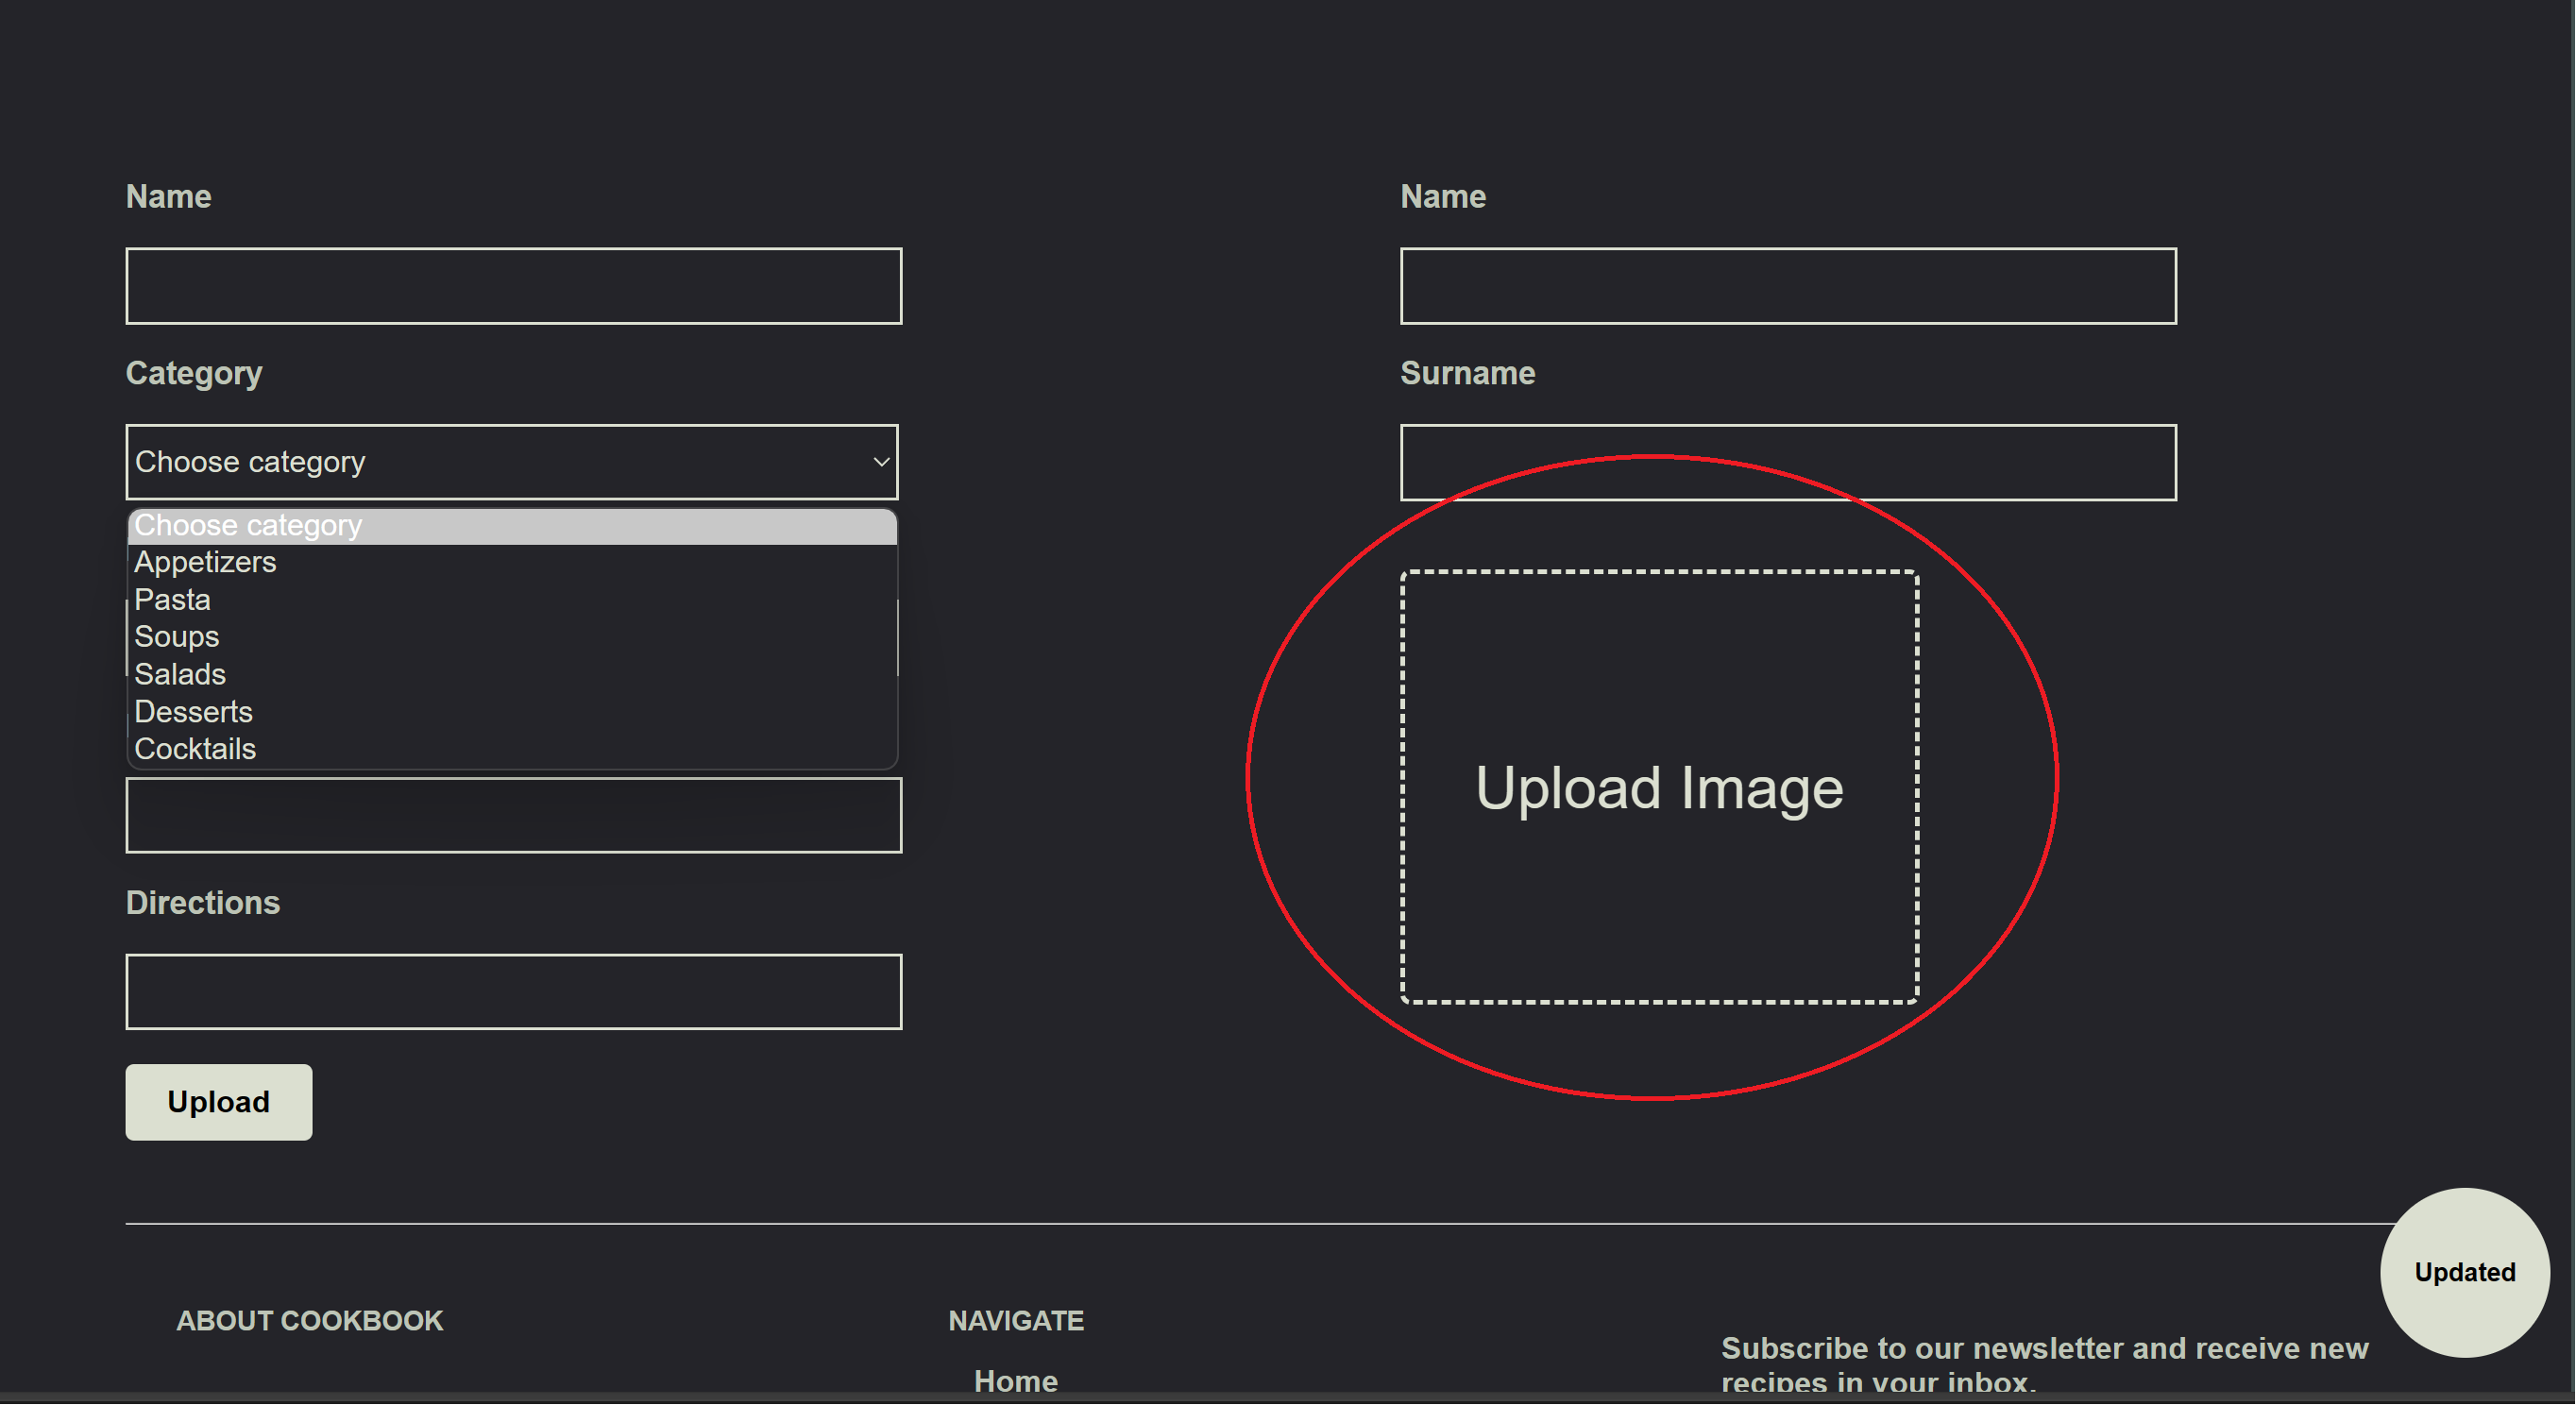 Name
Category
Choose category
Choose category
Appetizers
Pasta
Soups
Salads
Desserts
Cocktails
Directions
Upload
Name
Surname
Upload Image
Updated
ABOUT COOKBOOK
NAVIGATE
Home
Subscribe to our newsletter and receive new
recipes in your inbox.